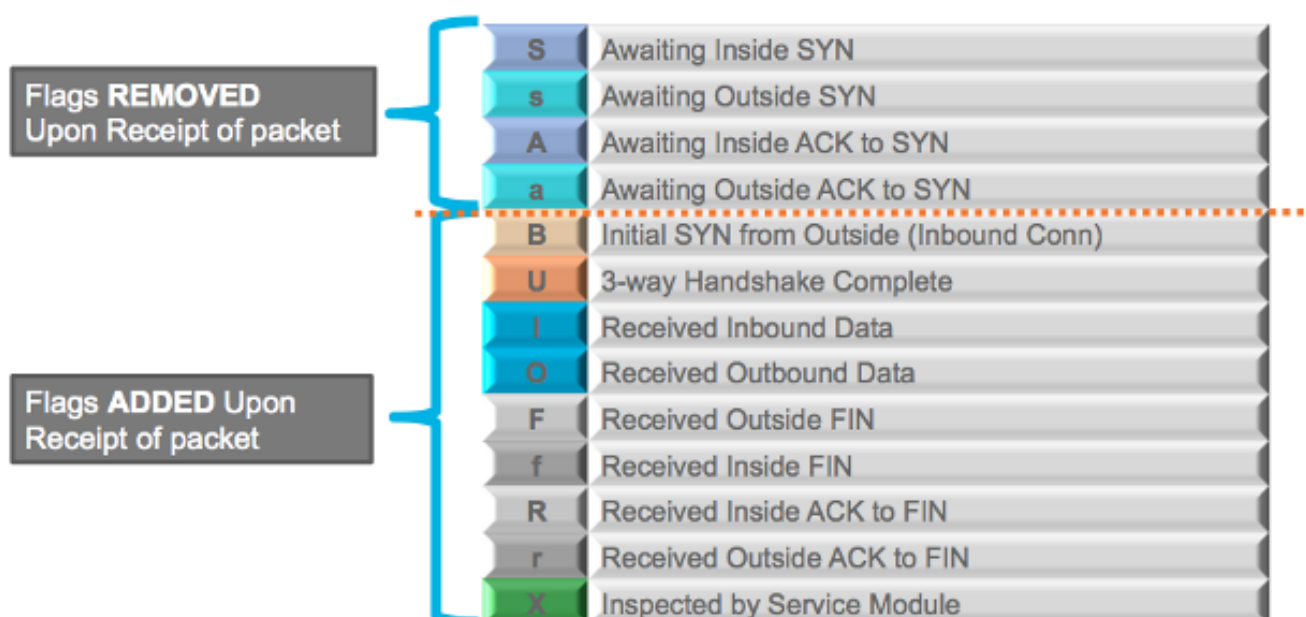 Flags REMOVED
Upon Receipt of packet
S Awaiting Inside SYN
s Awaiting Outside SYN
A Awaiting Inside ACK to SYN
a Awaiting Outside ACK to SYN
Flags ADDED Upon
Receipt of packet
B Initial SYN from Outside (Inbound Conn)
U 3-way Handshake Complete
I Received Inbound Data
O Received Outbound Data
F Received Outside FIN
f Received Inside FIN
R Received Inside ACK to FIN
r Received Outside ACK to FIN
X Inspected by Service Module